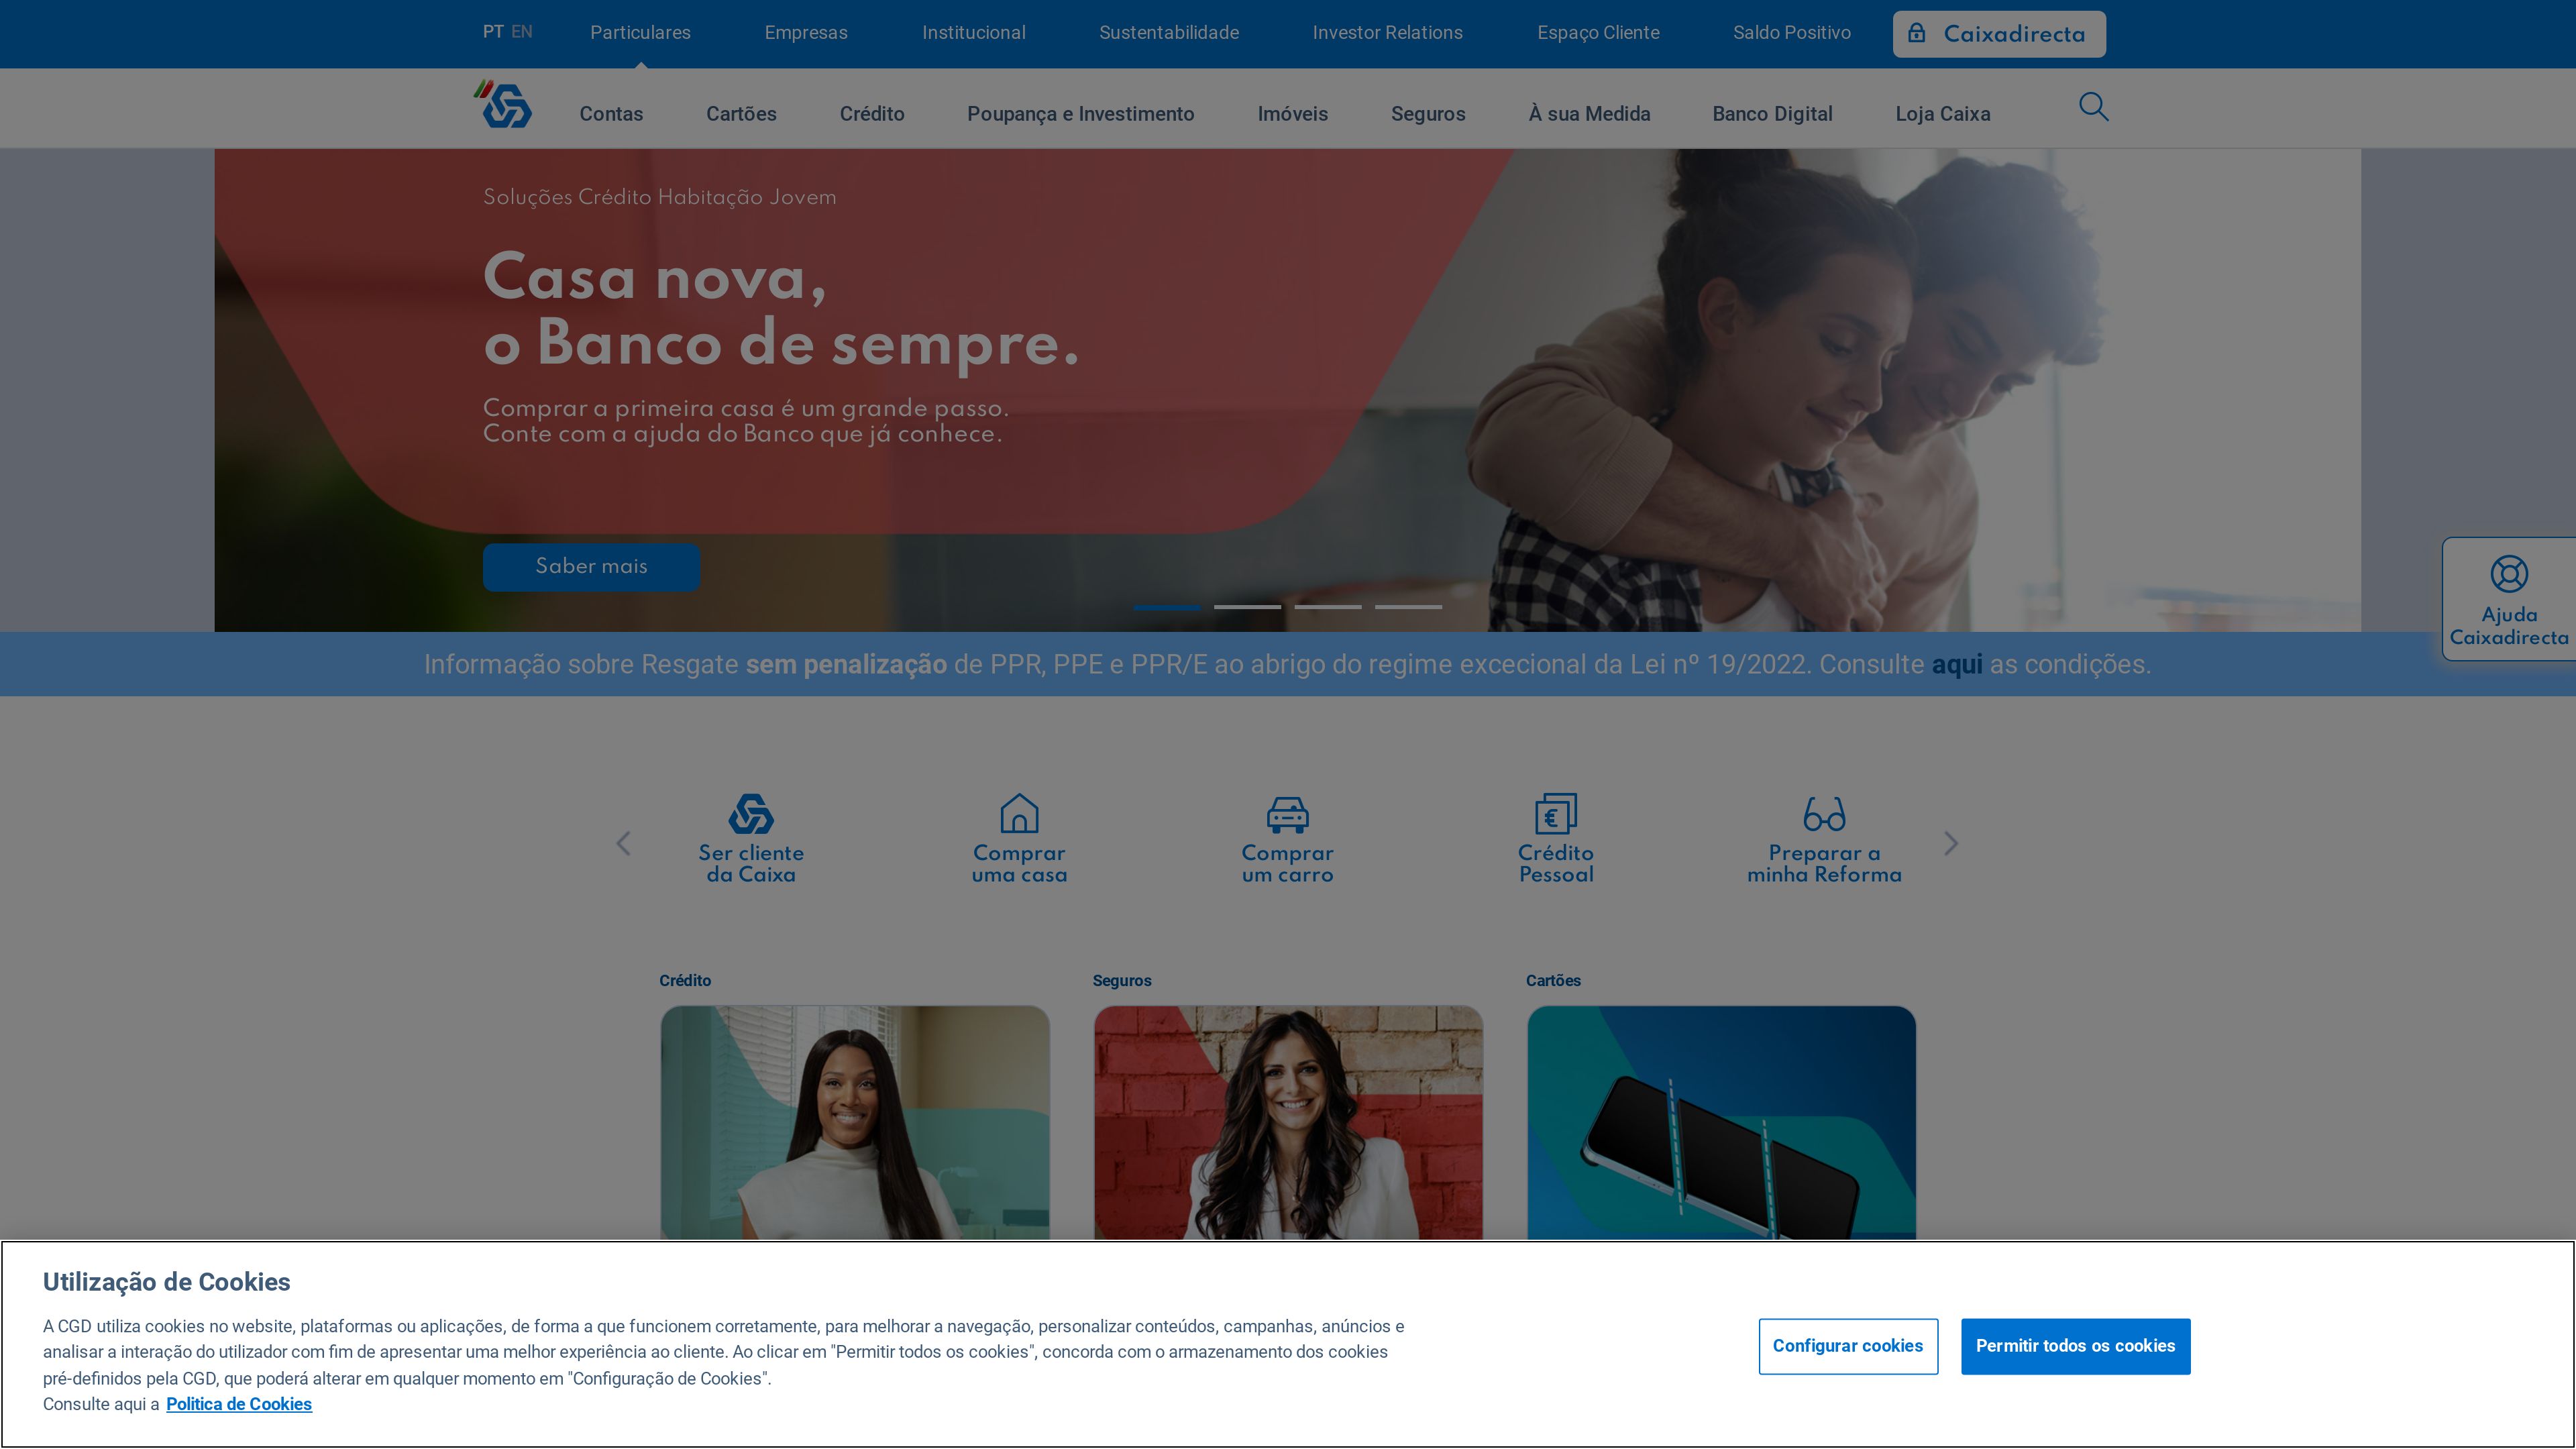 PT EN
Particulares
Empresas
Institucional
Sustentabilidade
Investor Relations
Espaço Cliente
Saldo Positivo
Caixadirecta
Contas
Cartões
Crédito
Poupança e Investimento
Imóveis
Seguros
À sua Medida
Banco Digital
Loja Caixa
Soluções Crédito Habitação Jovem
Casa nova,
o Banco de sempre.
Comprar a primeira casa é um grande passo.
Conte com a ajuda do Banco que já conhece.
Saber mais
Ajuda
Caixadirecta
Informação sobre Resgate sem penalização de PPR, PPE e PPR/E ao abrigo do regime excecional da Lei nº 19/2022. Consulte aqui as condições.
Ser cliente
da Caixa
Comprar
uma casa
Comprar
um carro
Crédito
Pessoal
Preparar a
minha Reforma
Crédito
Seguros
Cartões
Utilização de Cookies
A CGD utiliza cookies no website, plataformas ou aplicações, de forma a que funcionem corretamente, para melhorar a navegação, personalizar conteúdos, campanhas, anúncios e
analisar a interação do utilizador com fim de apresentar uma melhor experiência ao cliente. Ao clicar em "Permitir todos os cookies", concorda com o armazenamento dos cookies
pré-definidos pela CGD, que poderá alterar em qualquer momento em "Configuração de Cookies".
Consulte aqui a Politica de Cookies
Configurar cookies
Permitir todos os cookies